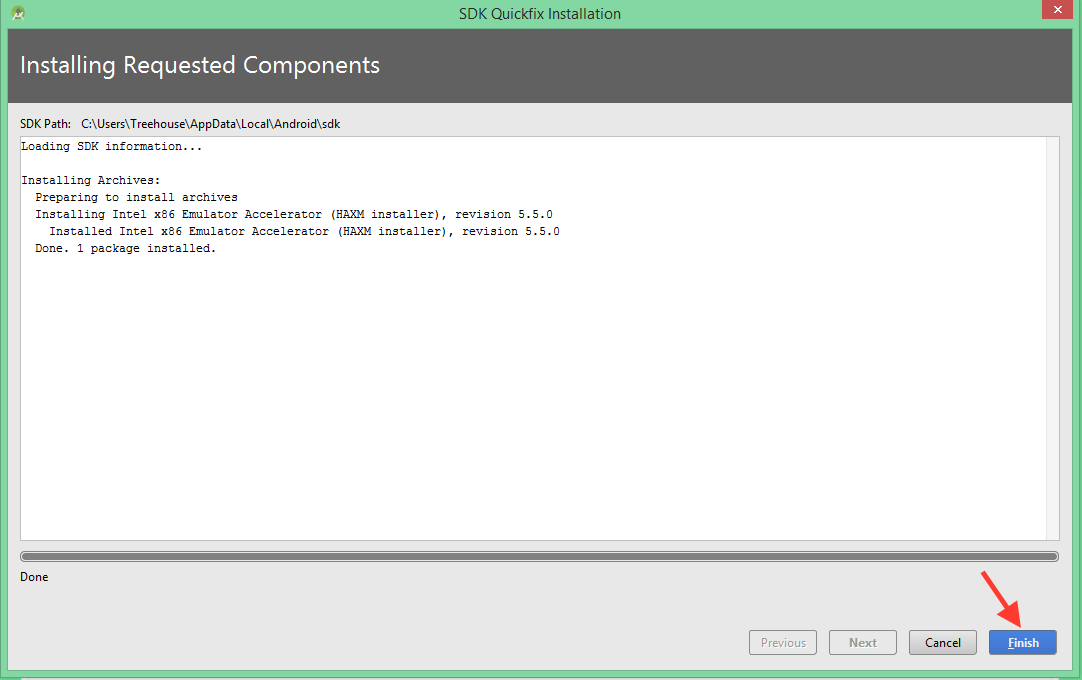 SDK Quickfix Installation
Installing Requested Components
SDK Path: C:\Users\Treehouse\AppData\Local\Android\sdk
Loading SDK information...
Installing Archives:
Preparing to install archives
Installing Intel x86 Emulator Accelerator (HAXM installer), revision 5.5.0
Installed Intel x86 Emulator Accelerator (HAXM installer), revision 5.5.0
Done. 1 package installed.
Done
Previous Next Cancel Finish